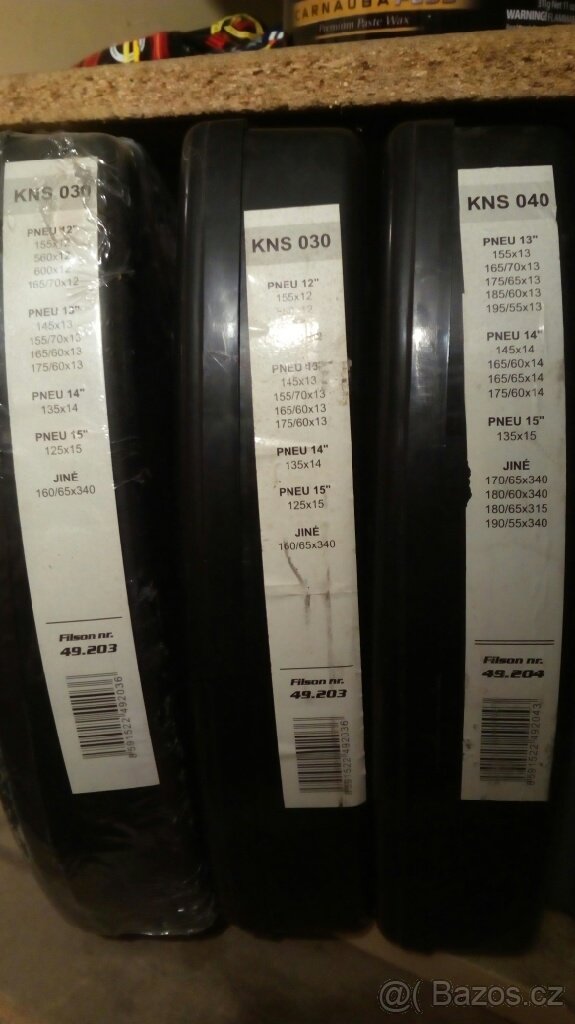 CARNAUBA
Premium Paste Wax
WARNING!
KNS 030
PNEU 12"
155x12
560x12
600x12
165/70x12
PNEU 13"
145x13
155/70x13
165/60x13
175/60x13
PNEU 14"
135x14
PNEU 15"
125x15
JINÉ
160/65x340
Filson nr.
49.203
8591522492036
KNS 030
PNEU 12"
155x12
PNEU 13"
145x13
155/70x13
165/60x13
175/60x13
PNEU 14"
135x14
PNEU 15"
125x15
JINÉ
160/65x340
Filson nr.
49.203
8591522492036
KNS 040
PNEU 13"
155x13
165/70x13
175/65x13
185/60x13
195/55x13
PNEU 14"
145x14
165/60x14
165/65x14
175/60x14
PNEU 15"
135x15
JINÉ
170/65x340
180/60x340
180/65x315
190/55x340
Filson nr.
49.204
8591522492043
@ Bazos.cz